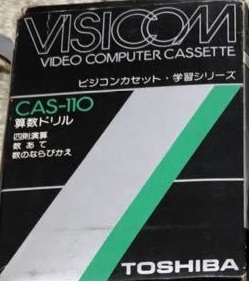 VISICOM
VIDEO COMPUTER CASSETTE
ビジコンカセット・学習シリーズ
CAS-110
算数ドリル
四則演算
数あて
数のならびかえ
TOSHIBA